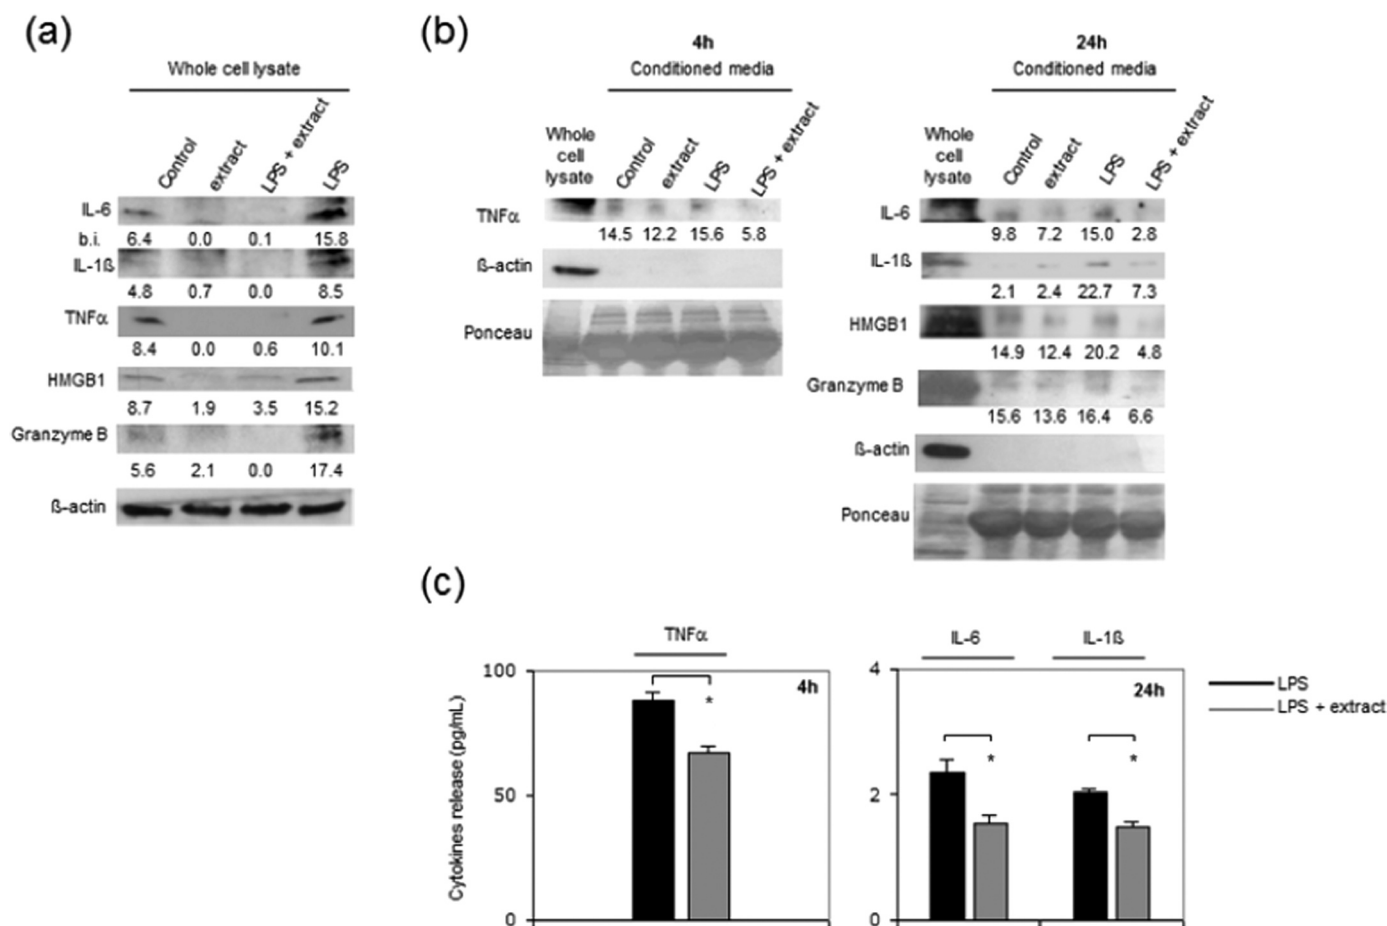 (a)
Whole cell lysate
Control
extract
LPS + extract
LPS
IL-6
b.i. 6.4 0.0 0.1 15.8
IL-1ß
4.8 0.7 0.0 8.5
TNFα
8.4 0.0 0.6 10.1
HMGB1
8.7 1.9 3.5 15.2
Granzyme B
5.6 2.1 0.0 17.4
ß-actin
(b)
4h
Conditioned media
Whole
cell
lysate
Control
extract
LPS
LPS + extract
TNFα
14.5 12.2 15.6 5.8
ß-actin
Ponceau
24h
Conditioned media
Whole
cell
lysate
Control
extract
LPS
LPS + extract
IL-6
9.8 7.2 15.0 2.8
IL-1ß
2.1 2.4 22.7 7.3
HMGB1
14.9 12.4 20.2 4.8
Granzyme B
15.6 13.6 16.4 6.6
ß-actin
Ponceau
(c)
Cytokines release (pg/mL)
TNFα
100
50
0
4h
*
IL-6
IL-1ß
4
2
0
24h
*
*
LPS
LPS + extract